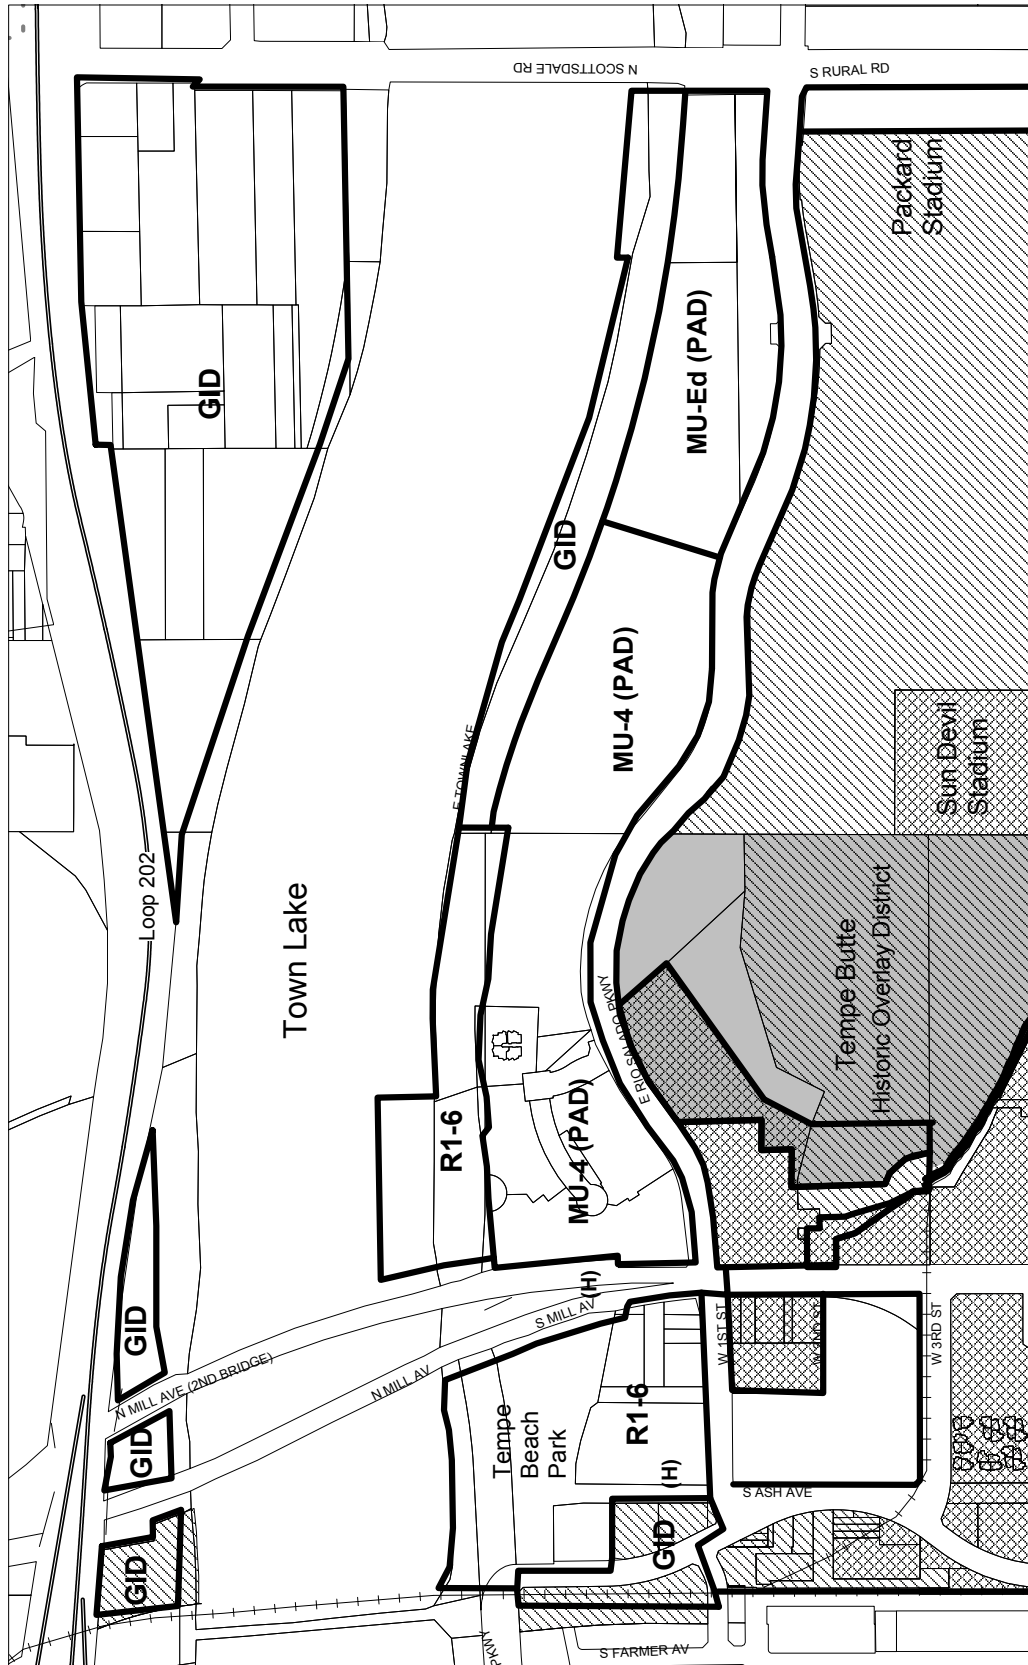 N SCOTTSDALE RD
S RURAL RD
Packard
Stadium
GID
MU-Ed (PAD)
GID
MU-4 (PAD)
E TOWNLAKE
Sun Devil
Stadium
Loop 202
Town Lake
Tempe Butte
Historic Overlay District
E RIO SALADO PKWY
R1-6
MU-4 (PAD)
(H)
GID
S MILL AV
N MILL AVE (2ND BRIDGE)
N MILL AV
W 1ST ST
W 2ND ST
W 3RD ST
GID
Tempe
Beach
Park
R1-6
(H)
S ASH AVE
GID
GID
PKWY
S FARMER AV